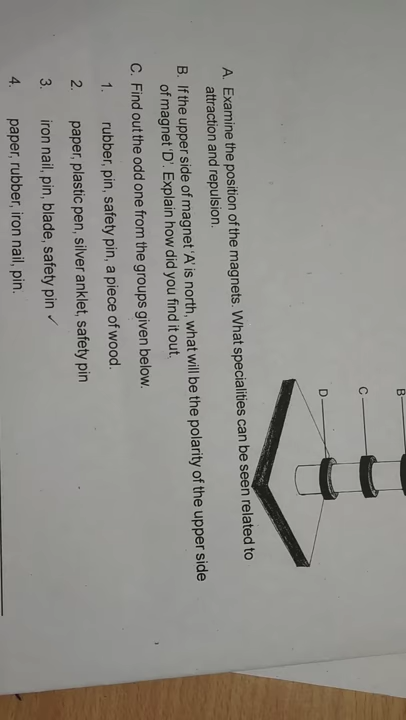 B
C
D
A. Examine the position of the magnets. What specialities can be seen related to
attraction and repulsion.
B. If the upper side of magnet 'A' is north, what will be the polarity of the upper side
of magnet 'D'. Explain how did you find it out.
C. Find out the odd one from the groups given below.
1. rubber, pin, safety pin, a piece of wood.
2. paper, plastic pen, silver anklet, safety pin
3. iron nail, pin, blade, safety pin ✓
4. paper, rubber, iron nail, pin.